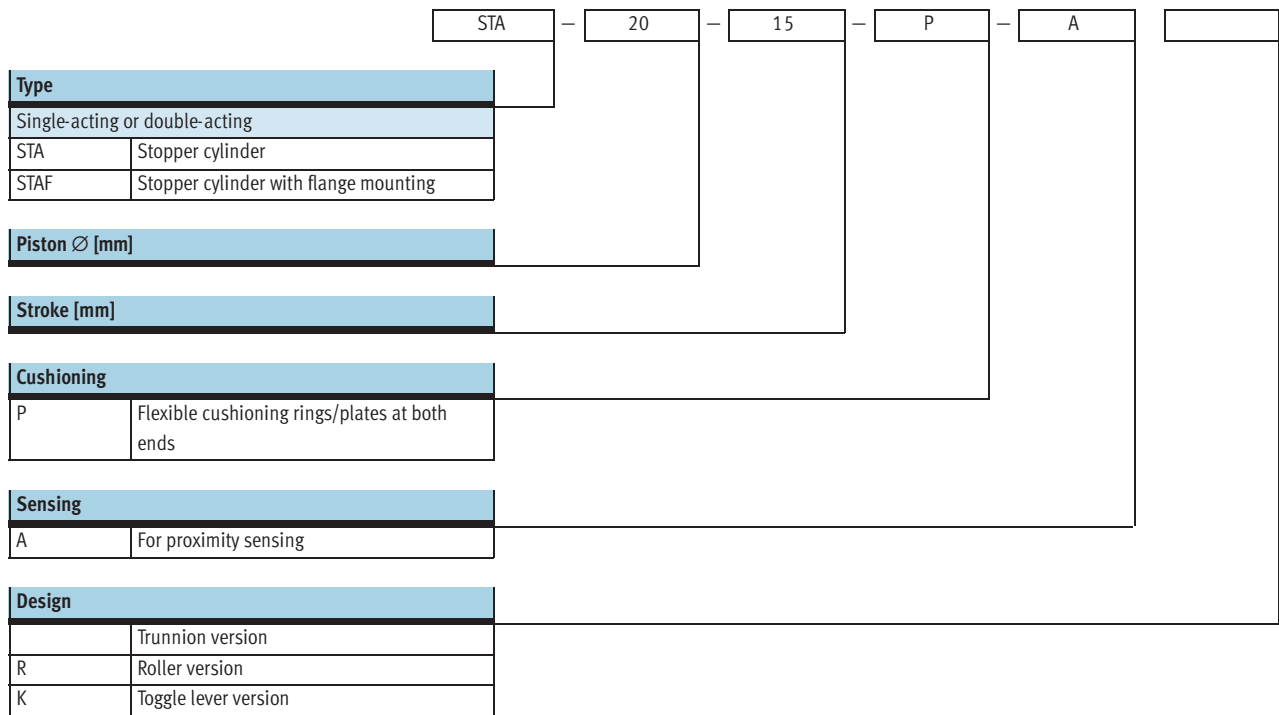 STA – 20 – 15 – P – A
Type
Single-acting or double-acting
STA Stopper cylinder
STAF Stopper cylinder with flange mounting
Piston ∅ [mm]
Stroke [mm]
Cushioning
P Flexible cushioning rings/plates at both
ends
Sensing
A For proximity sensing
Design
Trunnion version
R Roller version
K Toggle lever version